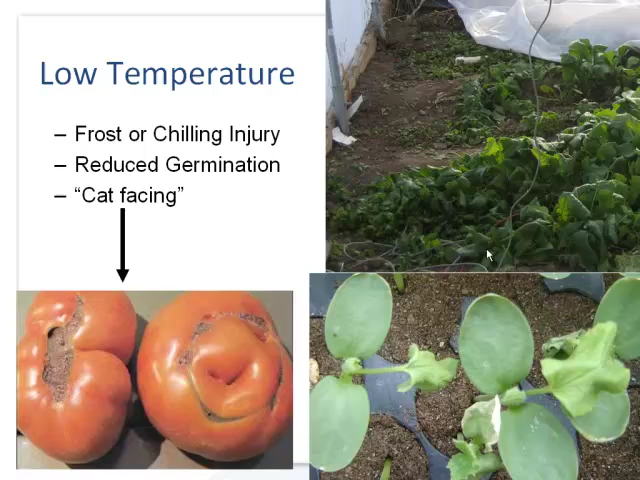 Low Temperature
– Frost or Chilling Injury
– Reduced Germination
– “Cat facing”